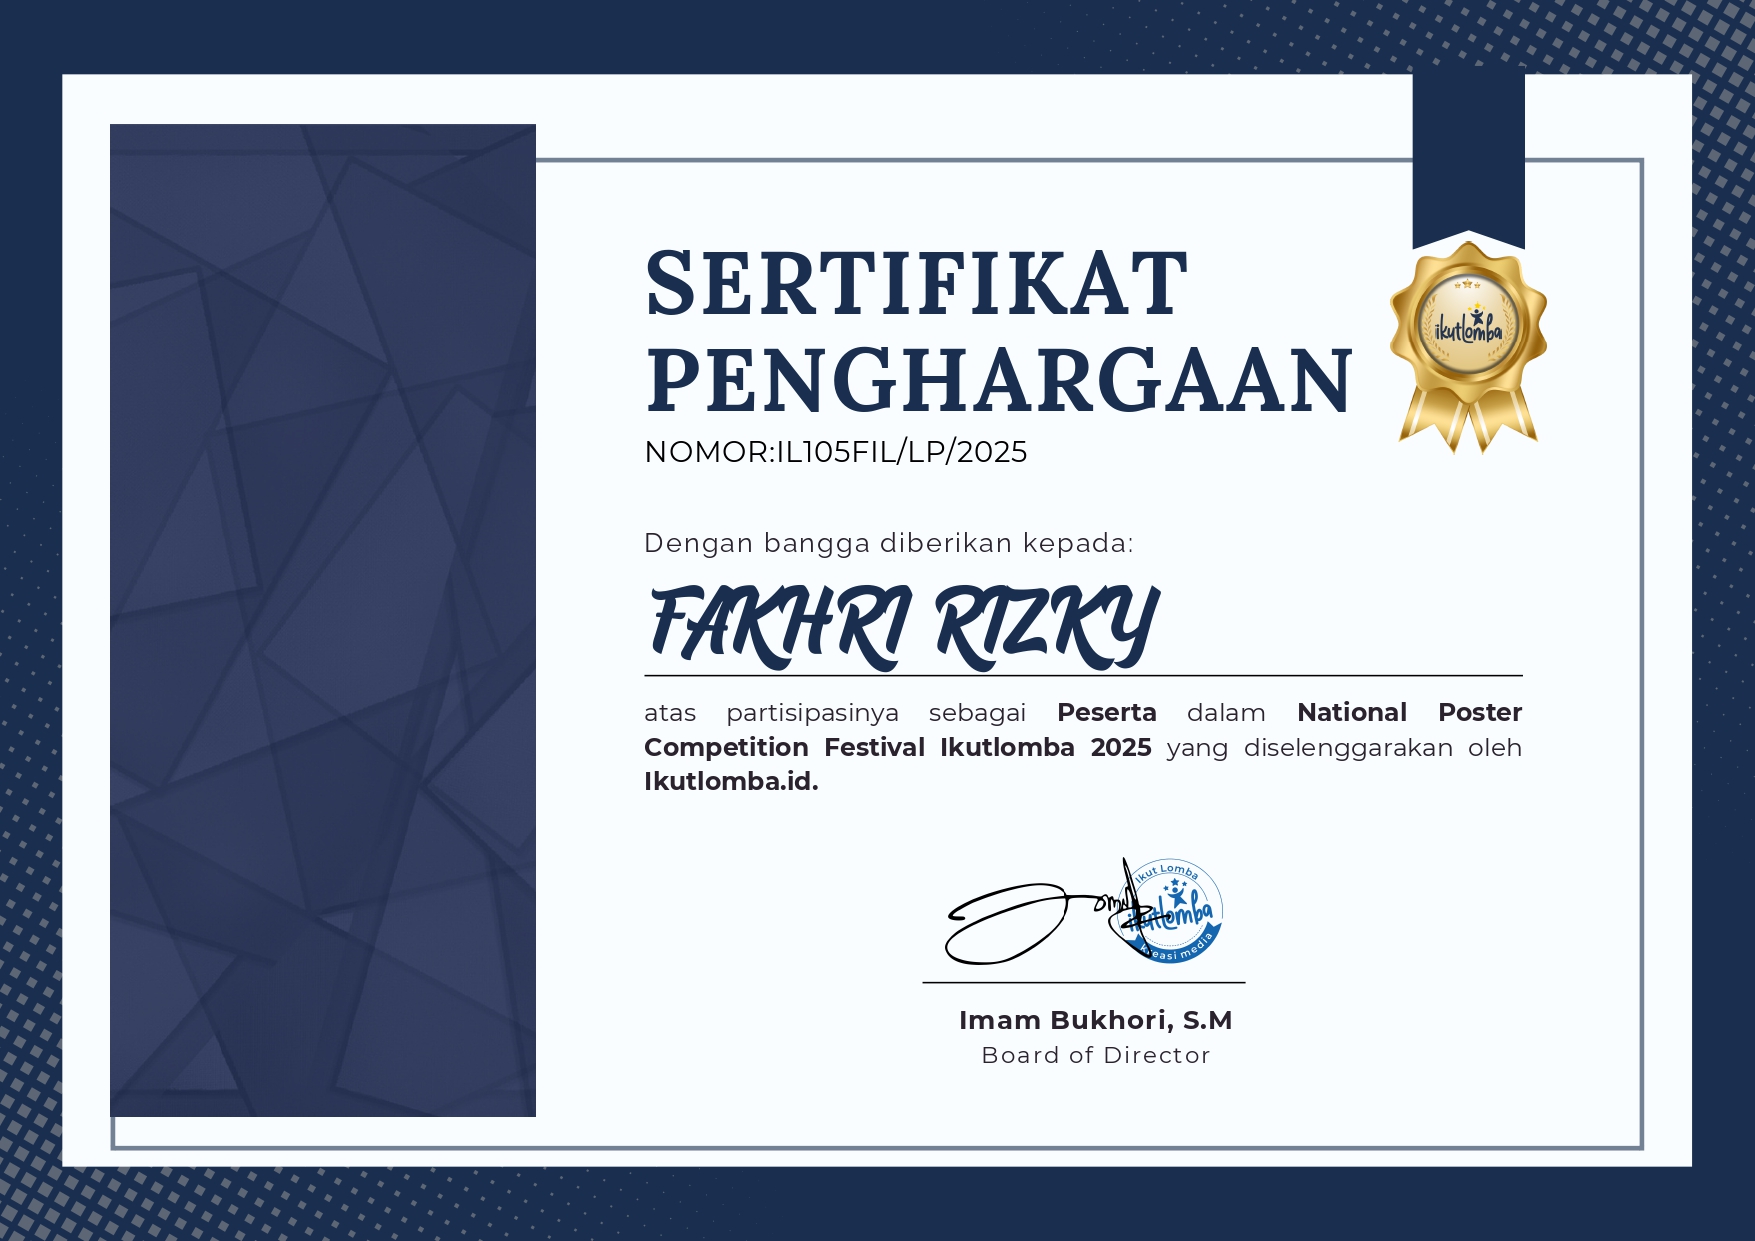 SERTIFIKAT
PENGHARGAAN
NOMOR:IL105FIL/LP/2025
ikutlomba
Dengan bangga diberikan kepada:
FAKHRI RIZKY
atas partisipasinya sebagai Peserta dalam National Poster
Competition Festival Ikutlomba 2025 yang diselenggarakan oleh
Ikutlomba.id.
Ikut Lomba
ikutlomba
kreasi media
Imam Bukhori, S.M
Board of Director